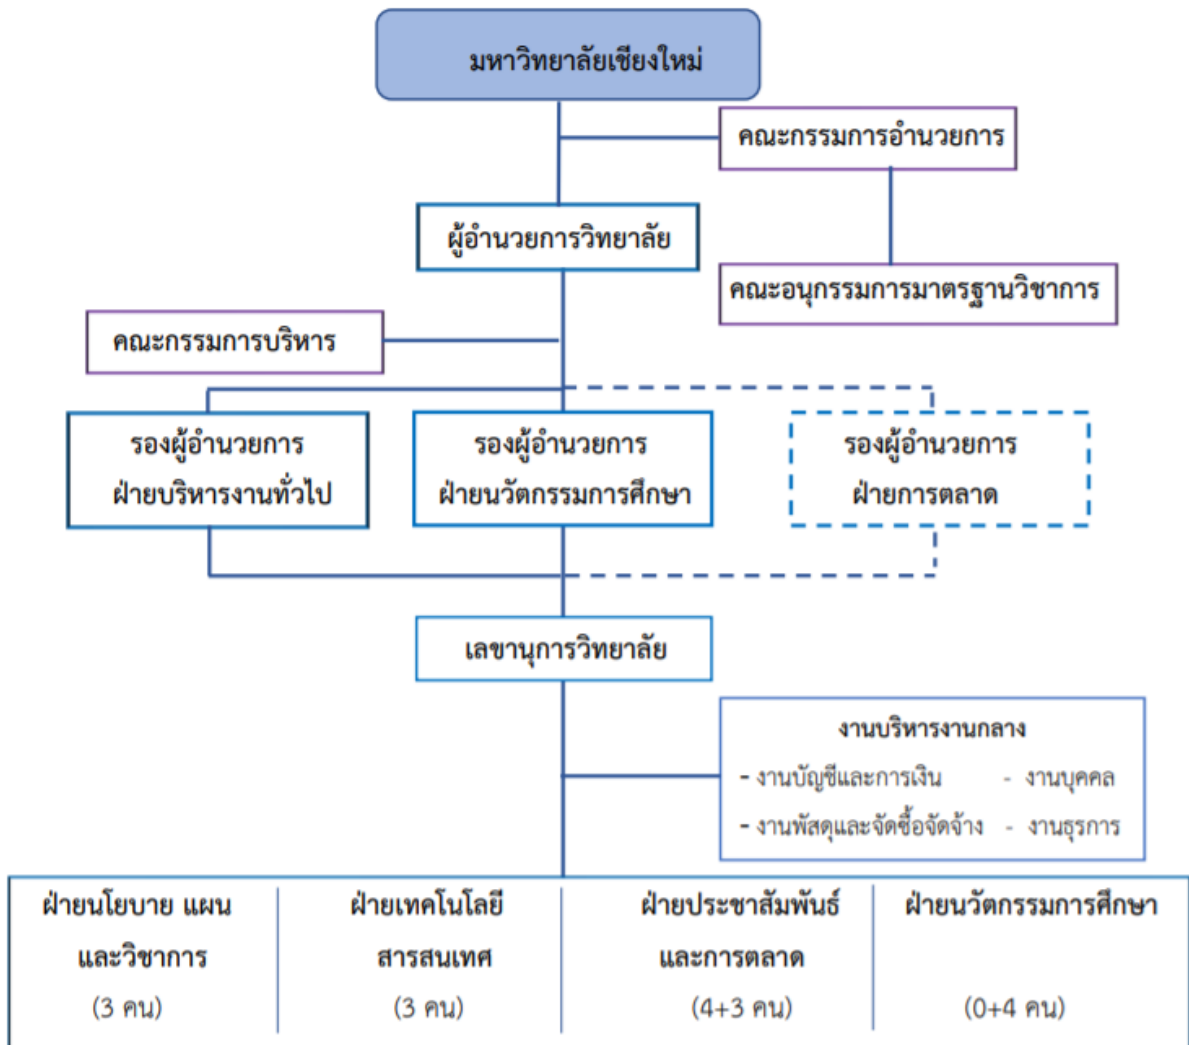 มหาวิทยาลัยเชียงใหม่
คณะกรรมการอำนวยการ
ผู้อำนวยการวิทยาลัย
คณะอนุกรรมการมาตรฐานวิชาการ
คณะกรรมการบริหาร
รองผู้อำนวยการ
ฝ่ายบริหารงานทั่วไป
รองผู้อำนวยการ
ฝ่ายนวัตกรรมการศึกษา
รองผู้อำนวยการ
ฝ่ายการตลาด
เลขานุการวิทยาลัย
งานบริหารงานกลาง
- งานบัญชีและการเงิน - งานบุคคล
- งานพัสดุและจัดซื้อจัดจ้าง - งานธุรการ
ฝ่ายนโยบาย แผน
และวิชาการ
(3 คน)
ฝ่ายเทคโนโลยี
สารสนเทศ
(3 คน)
ฝ่ายประชาสัมพันธ์
และการตลาด
(4+3 คน)
ฝ่ายนวัตกรรมการศึกษา
(0+4 คน)